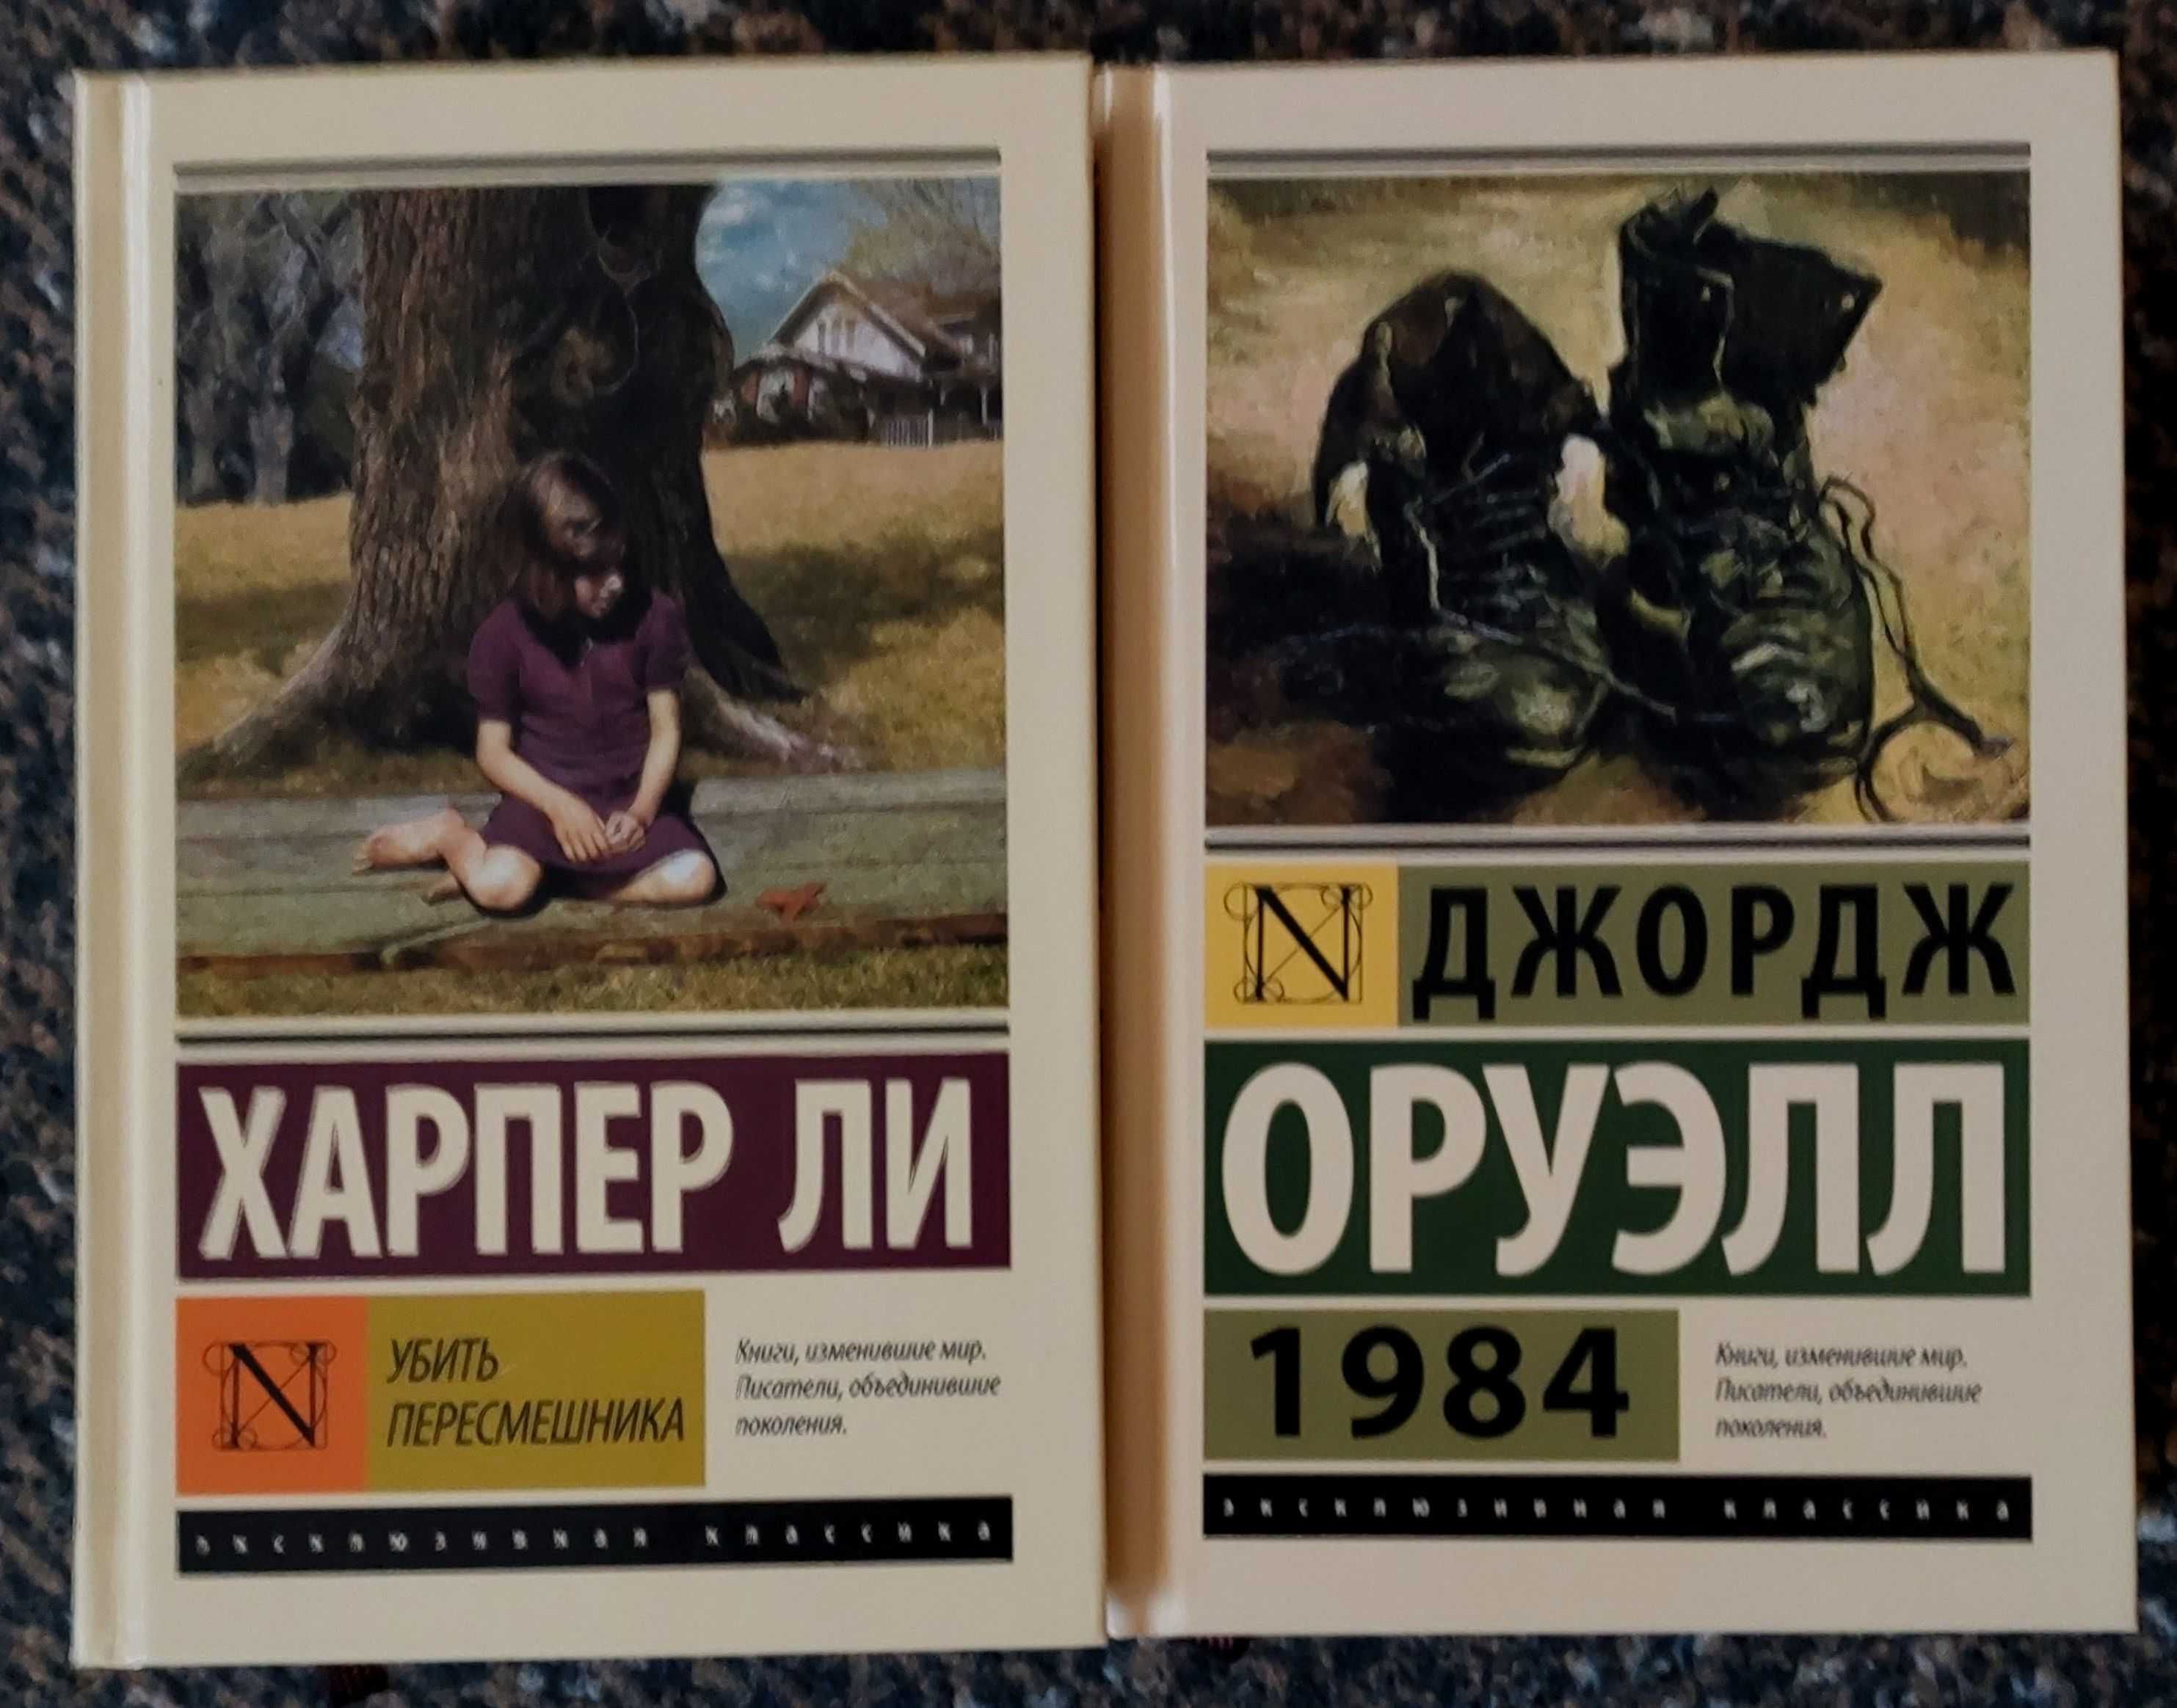 ХАРПЕР ЛИ
N
УБИТЬ
ПЕРЕСМЕШНИКА
Книги, изменившие мир.
Писатели, объединившие
поколения.
эксклюзивная классика
N
ДЖОРДЖ
ОРУЭЛЛ
1984
Книги, изменившие мир.
Писатели, объединившие
поколения.
эксклюзивная классика